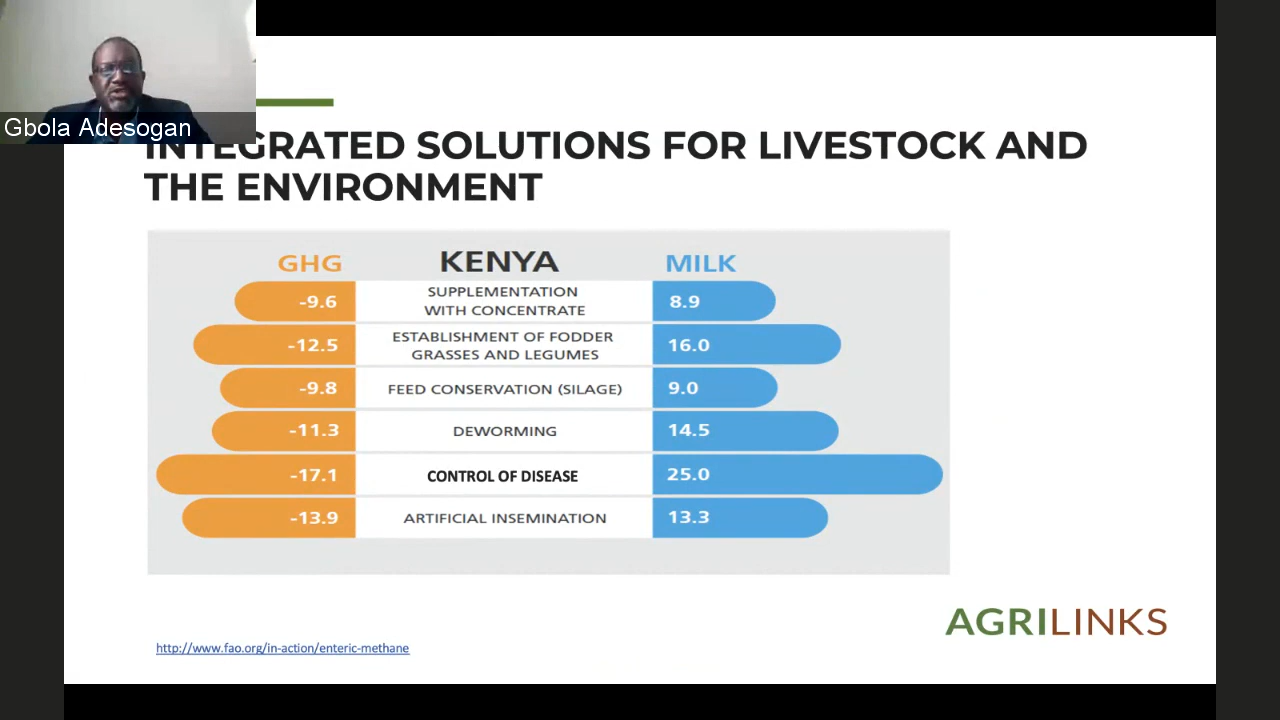 Gbola Adesogan
INTEGRATED SOLUTIONS FOR LIVESTOCK AND
THE ENVIRONMENT
GHG KENYA MILK
-9.6 SUPPLEMENTATION WITH CONCENTRATE 8.9
-12.5 ESTABLISHMENT OF FODDER GRASSES AND LEGUMES 16.0
-9.8 FEED CONSERVATION (SILAGE) 9.0
-11.3 DEWORMING 14.5
-17.1 CONTROL OF DISEASE 25.0
-13.9 ARTIFICIAL INSEMINATION 13.3
AGRILINKS
http://www.fao.org/in-action/enteric-methane